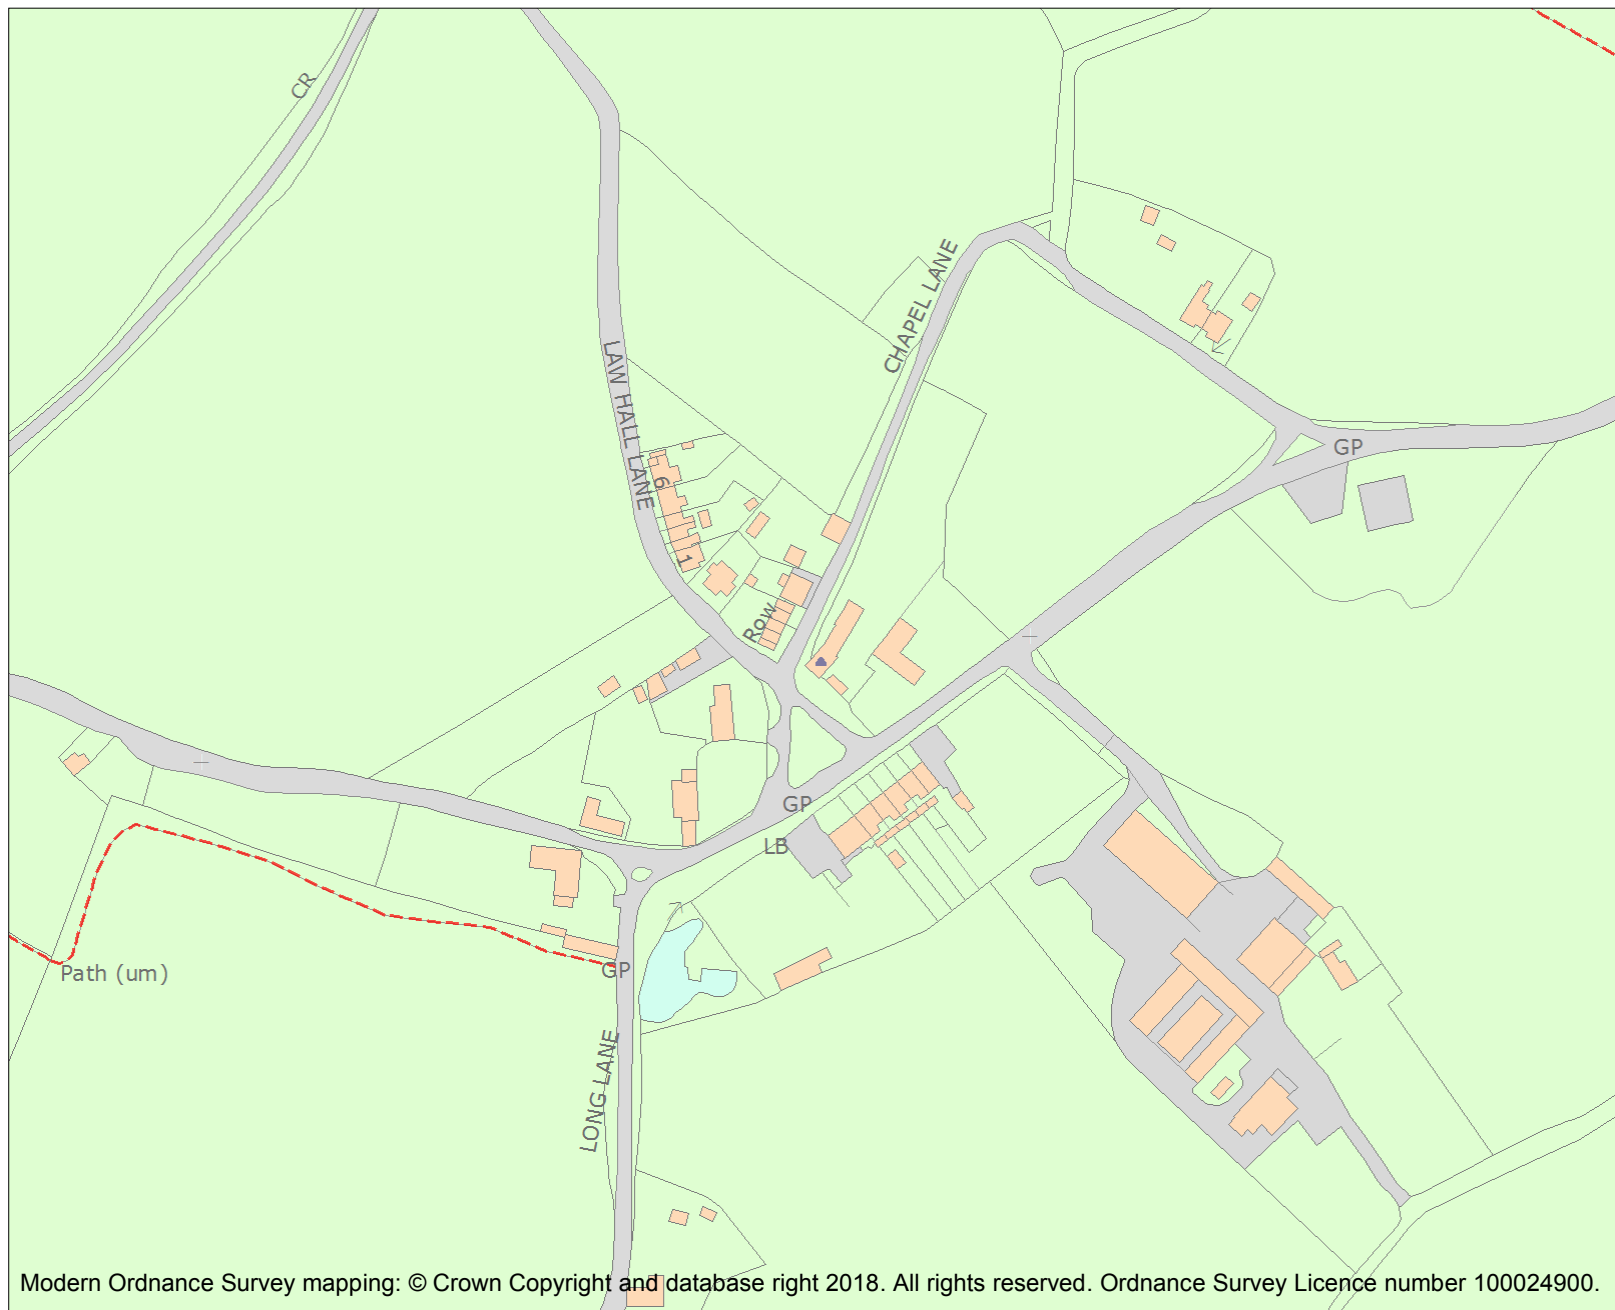 CR
CHAPEL LANE
LAW HALL LANE
GP
6
1
Row
GP
LB
Path (um)
GP
LONG LANE
Modern Ordnance Survey mapping: © Crown Copyright and database right 2018. All rights reserved. Ordnance Survey Licence number 100024900.